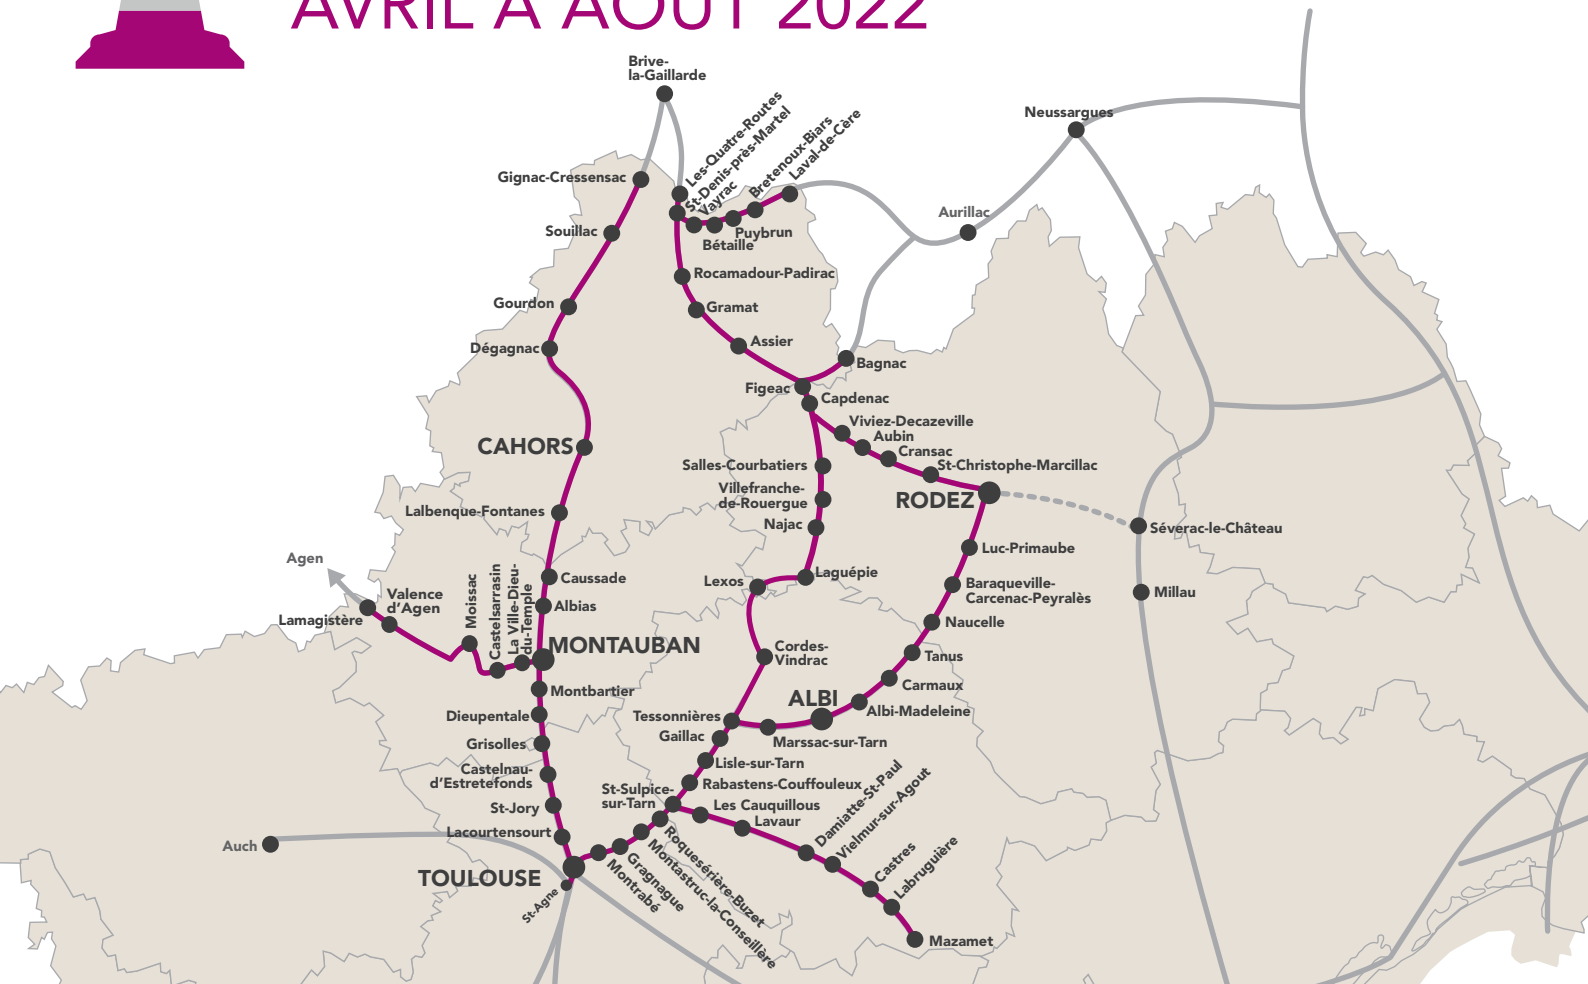 AVRIL À AOÛT 2022
Brive-
la-Gaillarde
Les-Quatre-Routes
St-Denis-près-Martel
Vayrac
Bretenoux-Biars
Laval-de-Cère
Neussargues
Gignac-Cressensac
Souillac
Bétaille
Puybrun
Aurillac
Rocamadour-Padirac
Gourdon
Gramat
Dégagnac
Assier
Bagnac
Figeac
Capdenac
CAHORS
Viviez-Decazeville
Aubin
Cransac
St-Christophe-Marcillac
Salles-Courbatiers
Villefranche-
de-Rouergue
RODEZ
Lalbenque-Fontanes
Najac
Séverac-le-Château
Luc-Primaube
Agen
Caussade
Lexos
Laguépie
Baraqueville-
Carcenac-Peyralès
Millau
Valence
d'Agen
Lamagistère
Moissac
Castelsarrasin
La Ville-Dieu-
du-Temple
Albias
MONTAUBAN
Naucelle
Cordes-
Vindrac
Tanus
Montbartier
Carmaux
ALBI
Albi-Madeleine
Dieupentale
Tessonnières
Grisolles
Gaillac
Marssac-sur-Tarn
Castelnau-
d'Estretefonds
Lisle-sur-Tarn
Rabastens-Couffouleux
St-Jory
St-Sulpice-
sur-Tarn
Les Cauquillous
Lavaur
Damiatte-St-Paul
Vielmur-sur-Agout
Lacourtensourt
Auch
Castres
Labruguière
TOULOUSE
St-Agne
Montrabé
Gragnague
Montastruc-la-Conseillère
Roquesérière-Buzet
Mazamet